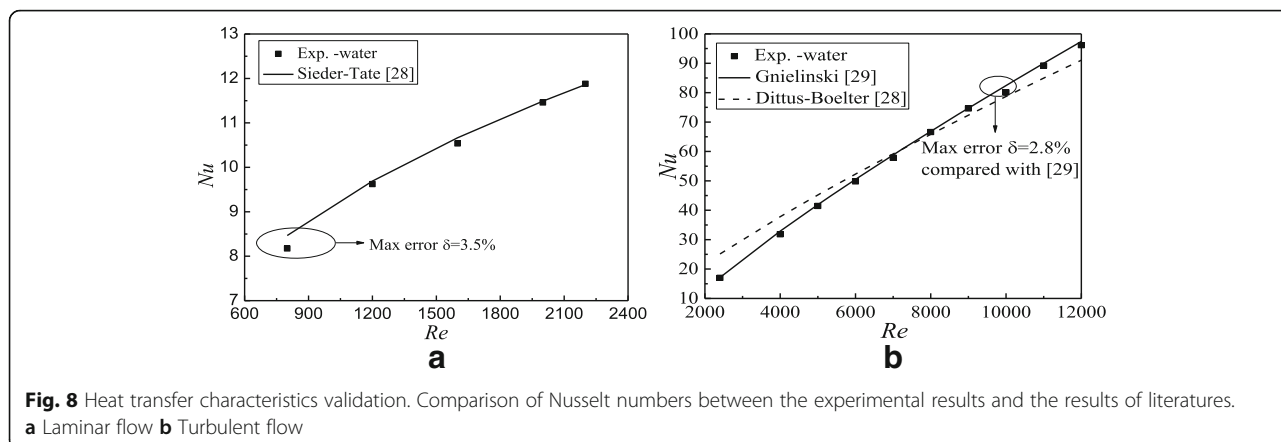 13
12
11
10
9
8
7
Nu
Exp. -water
Sieder-Tate [28]
Max error δ=3.5%
600 900 1200 1500 1800 2100 2400
Re
a
100
90
80
70
60
50
40
30
20
10
Nu
Exp. -water
Gnielinski [29]
Dittus-Boelter [28]
Max error δ=2.8%
compared with [29]
2000 4000 6000 8000 10000 12000
Re
b
Fig. 8 Heat transfer characteristics validation. Comparison of Nusselt numbers between the experimental results and the results of literatures.
a Laminar flow b Turbulent flow